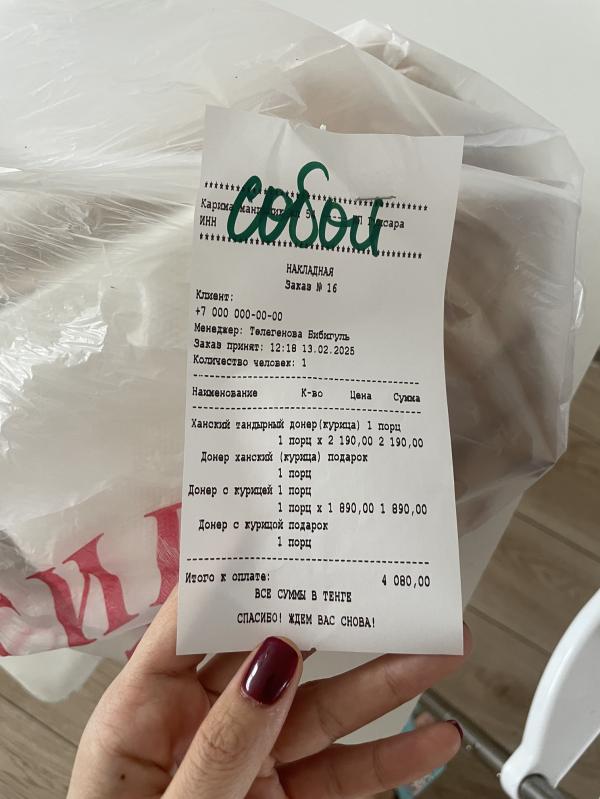 собой
ИНН
НАКЛАДНАЯ
Заказ № 16
Клиент:
+7 000 000-00-00
Менеджер: Телегенова Бибигуль
Заказ принят: 12:18 13.02.2025
Количество человек: 1
Наименование К-во Цена Сумма
Ханский тандырный донер(курица) 1 порц
1 порц x 2 190,00 2 190,00
Донер ханский (курица) подарок
1 порц
Донер с курицей 1 порц
1 порц x 1 890,00 1 890,00
Донер с курицой подарок
1 порц
Итого к оплате: 4 080,00
ВСЕ СУММЫ В ТЕНГЕ
СПАСИБО! ЖДЕМ ВАС СНОВА!